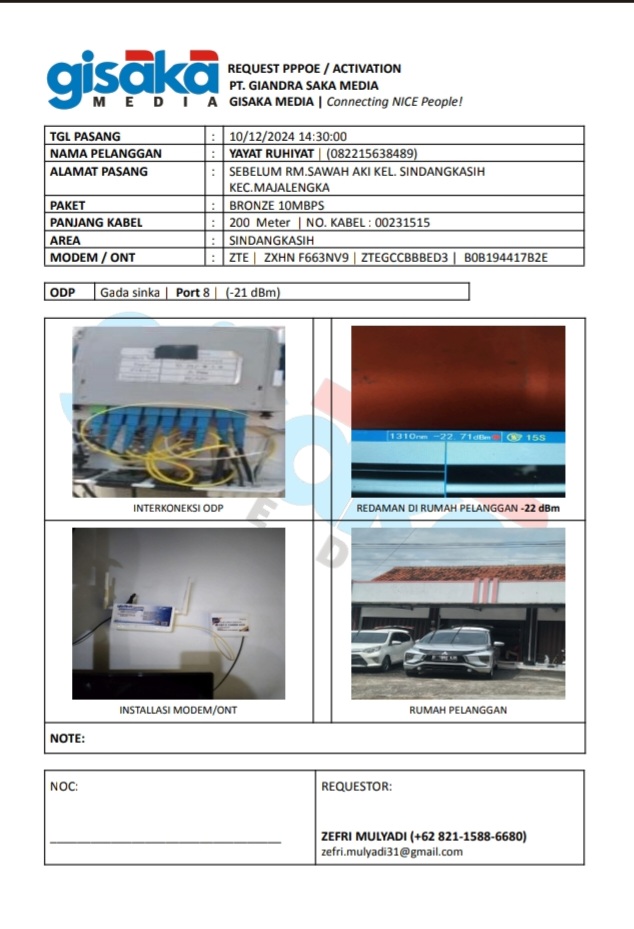 gisaka
MEDIA
REQUEST PPPOE / ACTIVATION
PT. GIANDRA SAKA MEDIA
GISAKA MEDIA | Connecting NICE People!
TGL PASANG : 10/12/2024 14:30:00
NAMA PELANGGAN : YAYAT RUHIYAT | (082215638489)
ALAMAT PASANG : SEBELUM RM.SAWAH AKI KEL. SINDANGKASIH
KEC.MAJALENGKA
PAKET : BRONZE 10MBPS
PANJANG KABEL : 200 Meter | NO. KABEL : 00231515
AREA : SINDANGKASIH
MODEM / ONT : ZTE | ZXHN F663NV9 | ZTEGCCBBBED3 | B0B194417B2E
ODP Gada sinka | Port 8 | (-21 dBm)
1310nm -22.71dBm 15S
INTERKONEKSI ODP
REDAMAN DI RUMAH PELANGGAN -22 dBm
gisaka
INSTALLASI MODEM/ONT
RUMAH PELANGGAN
NOTE:
NOC:
REQUESTOR:
ZEFRI MULYADI (+62 821-1588-6680)
zefri.mulyadi31@gmail.com